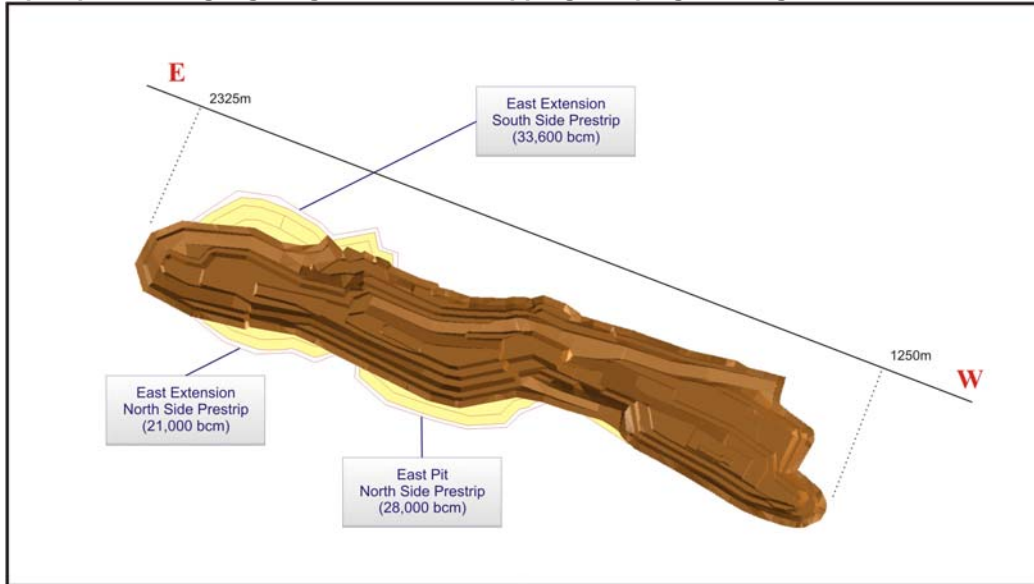 E
2325m
East Extension
South Side Prestrip
(33,600 bcm)
1250m
W
East Extension
North Side Prestrip
(21,000 bcm)
East Pit
North Side Prestrip
(28,000 bcm)